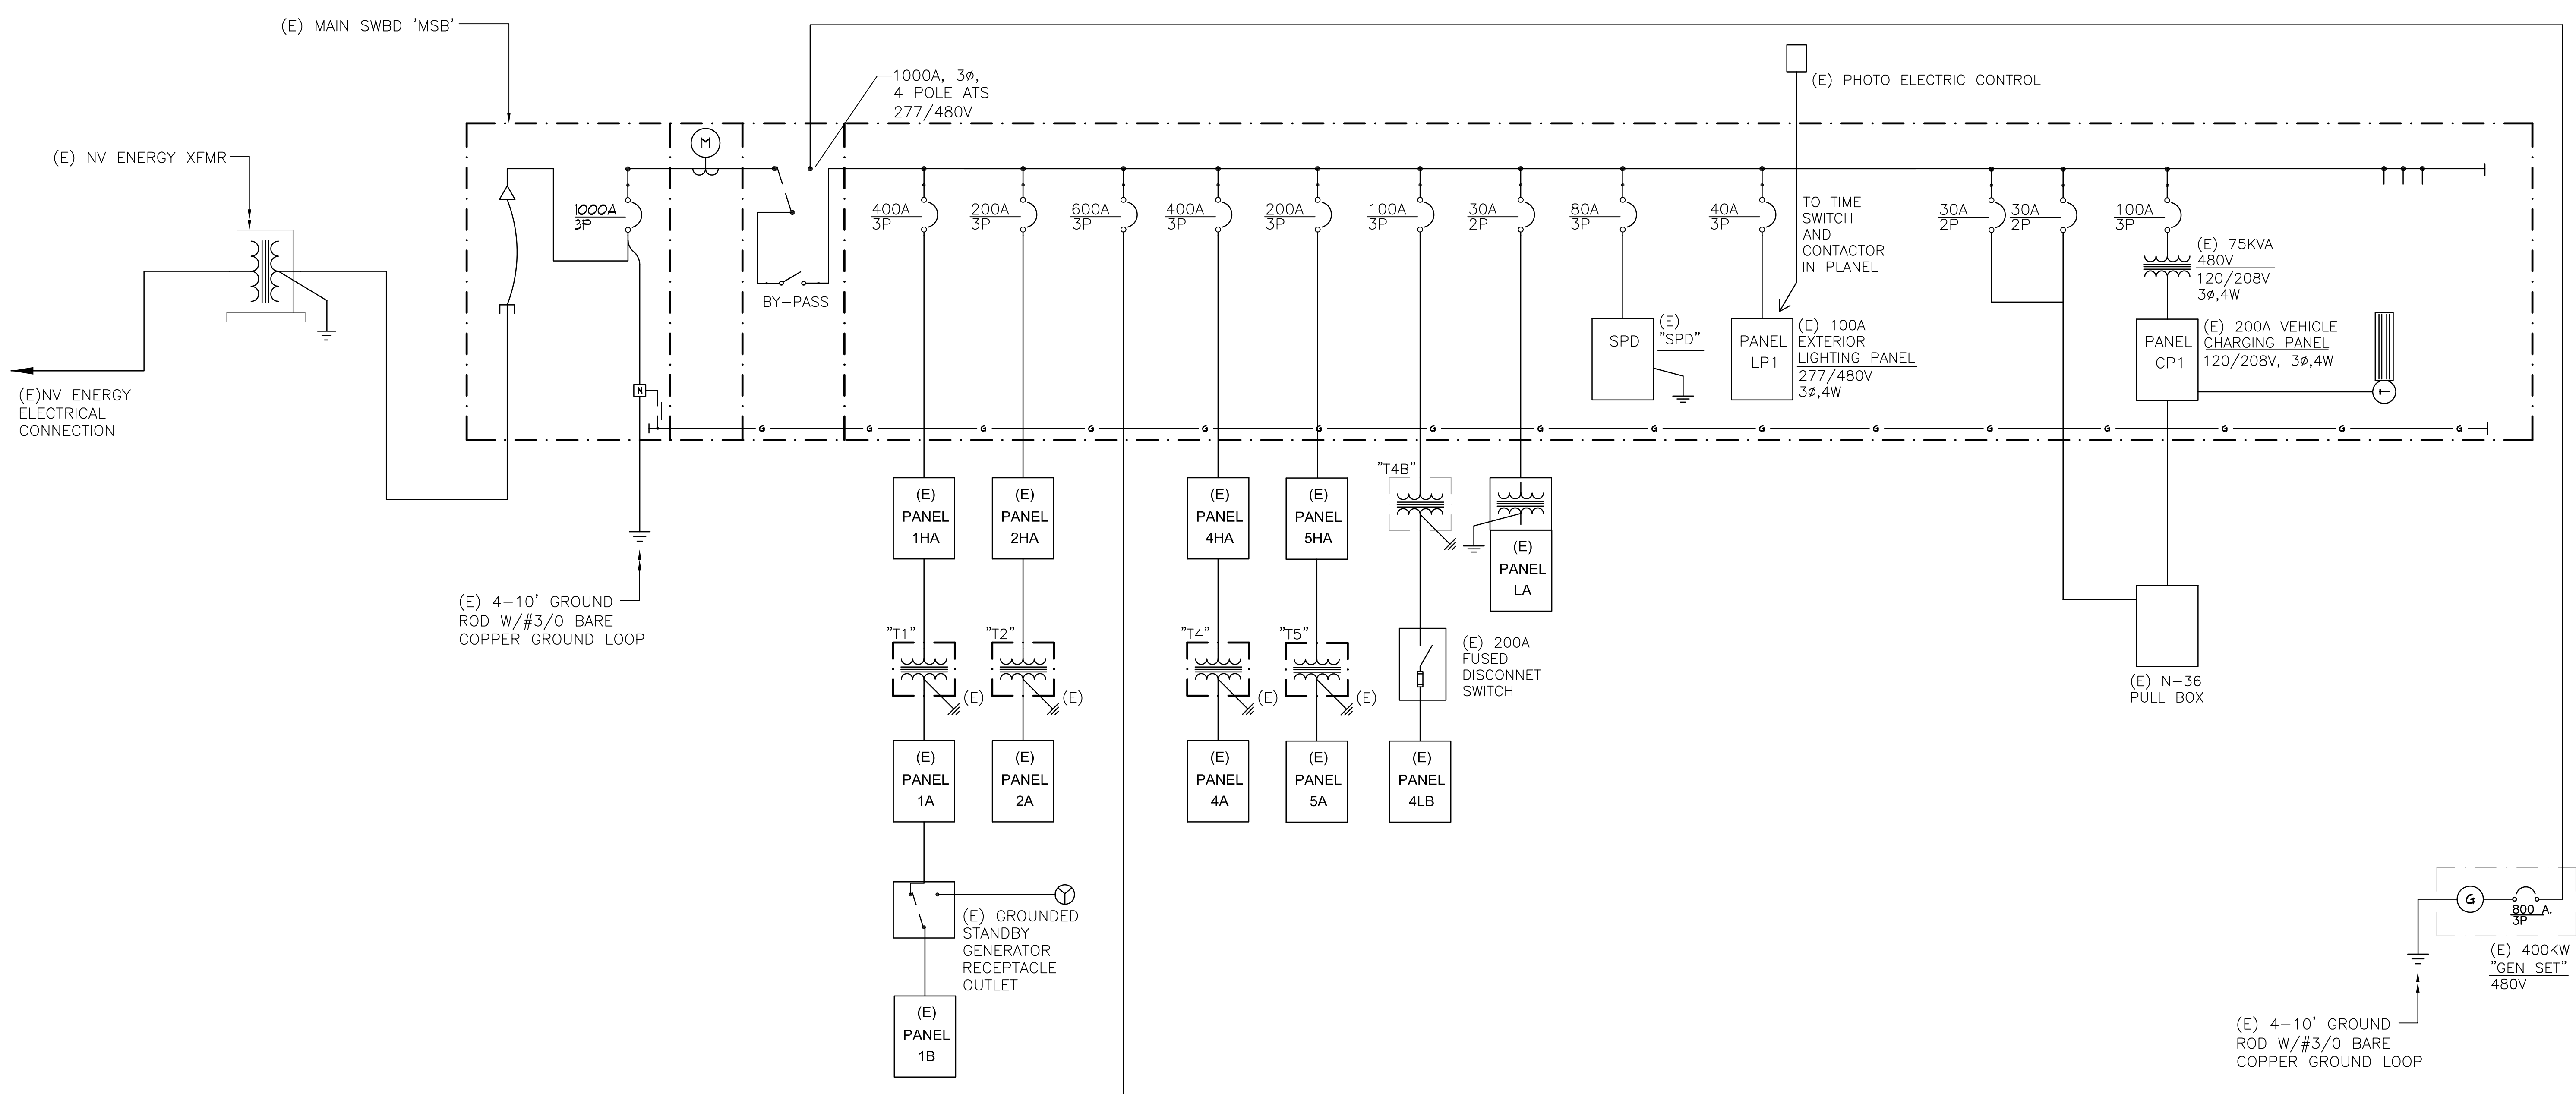 (E) MAIN SWBD 'MSB'
1000A, 3ø,
4 POLE ATS
277/480V
(E) PHOTO ELECTRIC CONTROL
(E) NV ENERGY XFMR
M
1000A
3P
400A
3P
200A
3P
600A
3P
400A
3P
200A
3P
100A
3P
30A
2P
80A
3P
40A
3P
TO TIME
SWITCH
AND
CONTACTOR
IN PLANEL
30A
2P
30A
2P
100A
3P
(E) 75KVA
480V
120/208V
3ø,4W
BY-PASS
SPD
(E)
"SPD"
PANEL
LP1
(E) 100A
EXTERIOR
LIGHTING PANEL
277/480V
3ø,4W
PANEL
CP1
(E) 200A VEHICLE
CHARGING PANEL
120/208V, 3ø,4W
T
(E)NV ENERGY
ELECTRICAL
CONNECTION
N
G G G G G G G G G G G G G G G G
"T4B"
(E)
PANEL
1HA
(E)
PANEL
2HA
(E)
PANEL
4HA
(E)
PANEL
5HA
(E)
PANEL
LA
(E) 4-10' GROUND
ROD W/#3/0 BARE
COPPER GROUND LOOP
"T1"
(E)
"T2"
(E)
"T4"
(E)
"T5"
(E)
(E) 200A
FUSED
DISCONNET
SWITCH
(E) N-36
PULL BOX
(E)
PANEL
1A
(E)
PANEL
2A
(E)
PANEL
4A
(E)
PANEL
5A
(E)
PANEL
4LB
(E) GROUNDED
STANDBY
GENERATOR
RECEPTACLE
OUTLET
(E)
PANEL
1B
G
800 A.
3P
(E) 400KW
"GEN SET"
480V
(E) 4-10' GROUND
ROD W/#3/0 BARE
COPPER GROUND LOOP